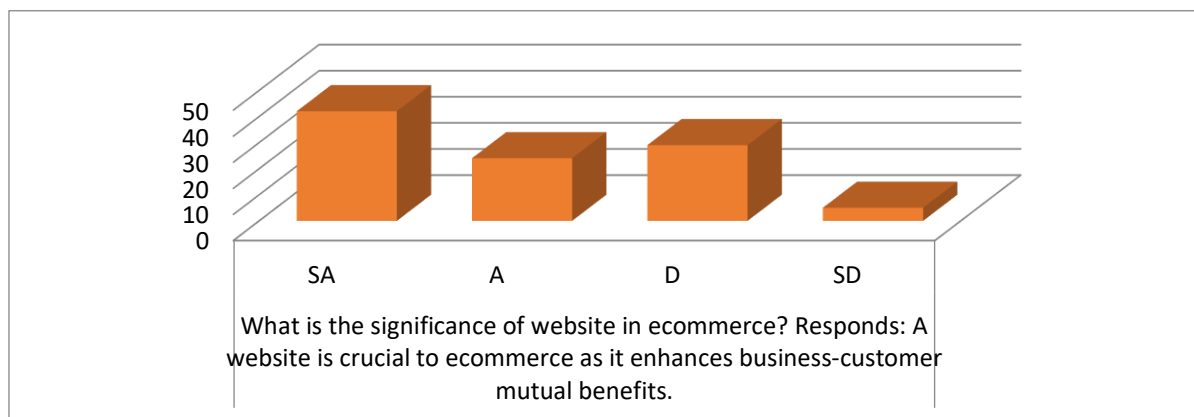 50
40
30
20
10
0
SA A D SD
What is the significance of website in ecommerce? Responds: A
website is crucial to ecommerce as it enhances business-customer
mutual benefits.